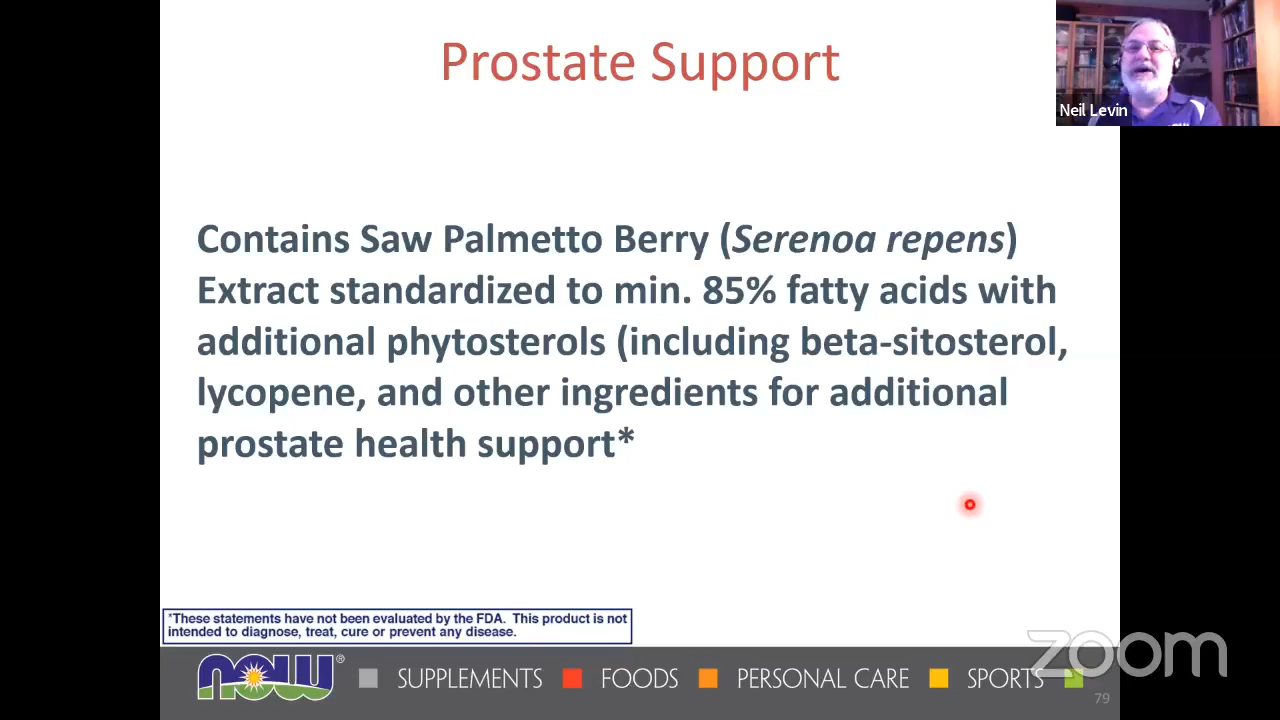 Prostate Support
Neil Levin
Contains Saw Palmetto Berry (Serenoa repens)
Extract standardized to min. 85% fatty acids with
additional phytosterols (including beta-sitosterol,
lycopene, and other ingredients for additional
prostate health support*
*These statements have not been evaluated by the FDA. This product is not
intended to diagnose, treat, cure or prevent any disease.
NOW® SUPPLEMENTS FOODS PERSONAL CARE SPORTS
zoom
79